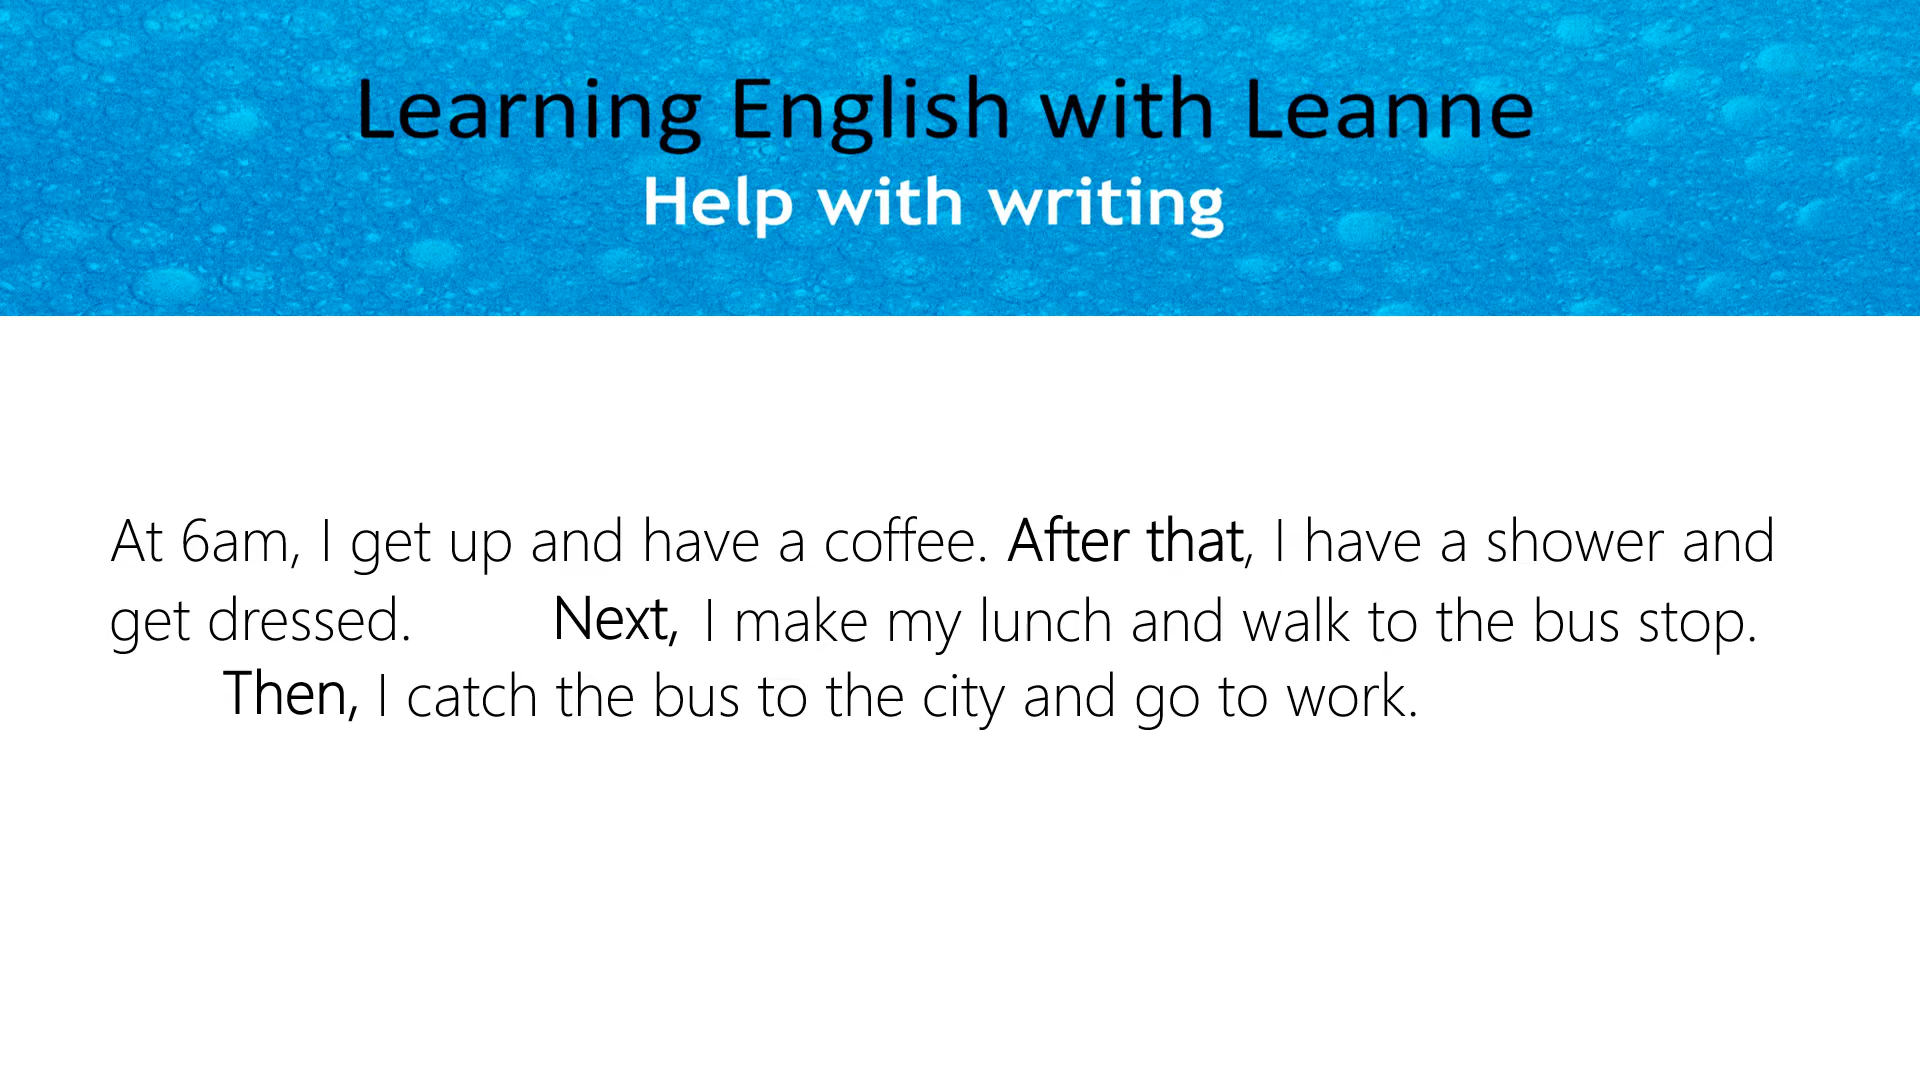 Learning English with Leanne
Help with writing
At 6am, I get up and have a coffee. After that, I have a shower and
get dressed. Next, I make my lunch and walk to the bus stop.
Then, I catch the bus to the city and go to work.